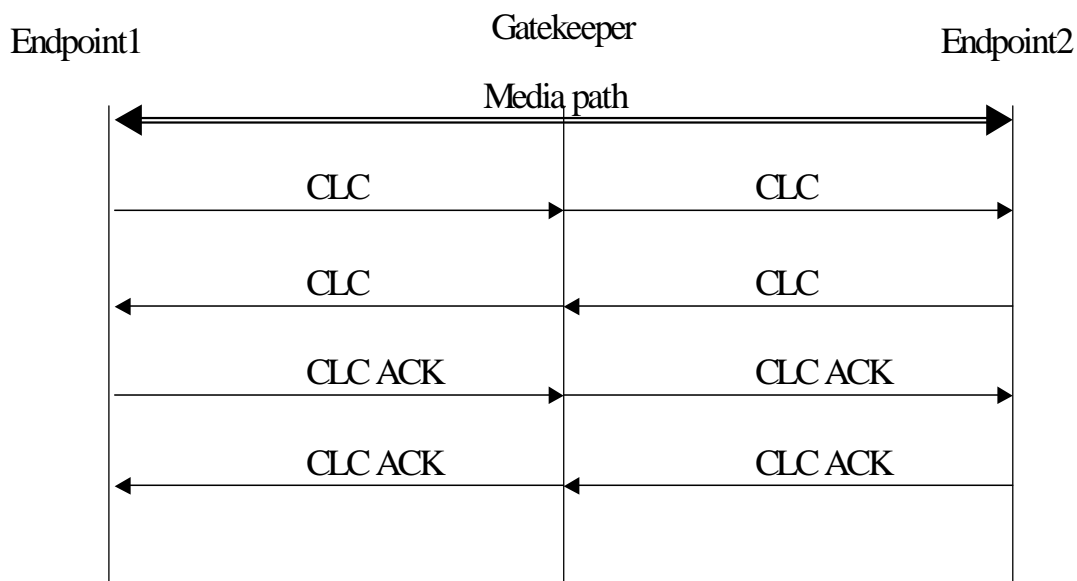 Endpoint1
Gatekeeper
Endpoint2
Media path
CLC
CLC
CLC
CLC
CLC ACK
CLC ACK
CLC ACK
CLC ACK